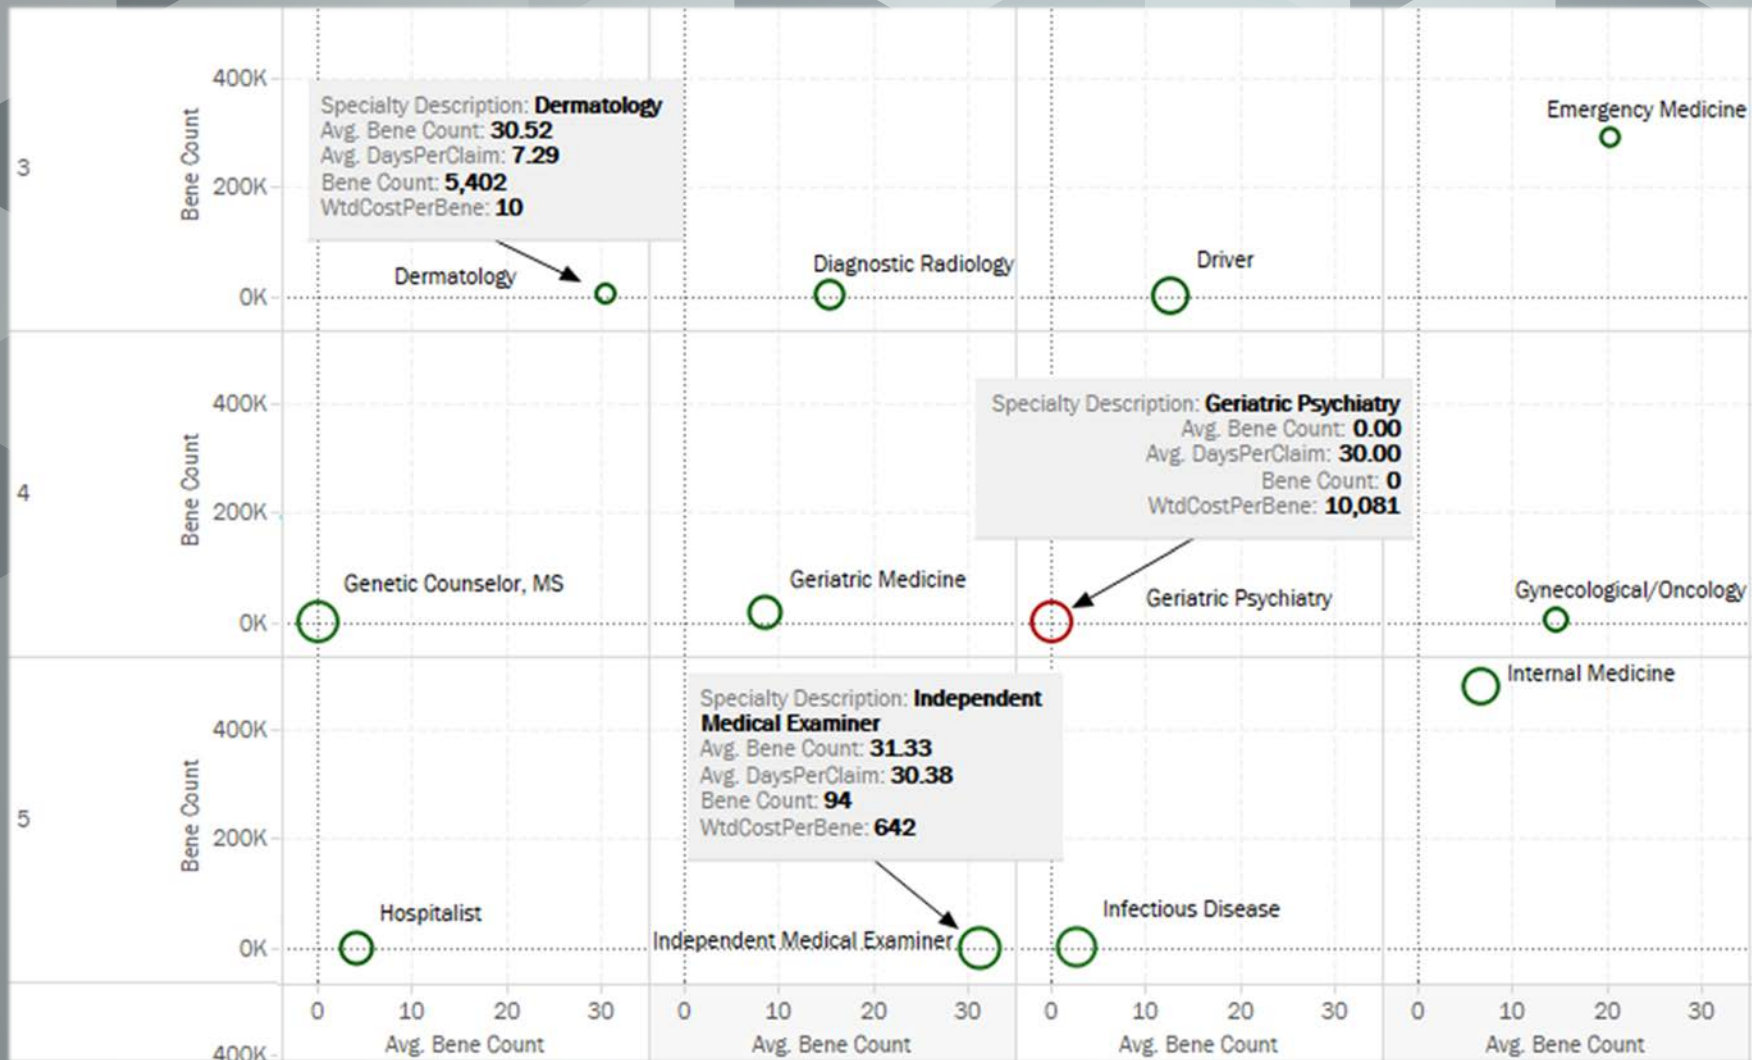 3
Bene Count
400K
200K
0K
Specialty Description: Dermatology
Avg. Bene Count: 30.52
Avg. DaysPerClaim: 7.29
Bene Count: 5,402
WtdCostPerBene: 10
Dermatology
Diagnostic Radiology
Driver
Emergency Medicine
4
Bene Count
400K
200K
0K
Genetic Counselor, MS
Geriatric Medicine
Specialty Description: Geriatric Psychiatry
Avg. Bene Count: 0.00
Avg. DaysPerClaim: 30.00
Bene Count: 0
WtdCostPerBene: 10,081
Geriatric Psychiatry
Gynecological/Oncology
5
Bene Count
400K
200K
0K
Hospitalist
Specialty Description: Independent
Medical Examiner
Avg. Bene Count: 31.33
Avg. DaysPerClaim: 30.38
Bene Count: 94
WtdCostPerBene: 642
Independent Medical Examiner
Infectious Disease
Internal Medicine
0 10 20 30 0 10 20 30 0 10 20 30 0 10 20 30
Avg. Bene Count Avg. Bene Count Avg. Bene Count Avg. Bene Count
400K